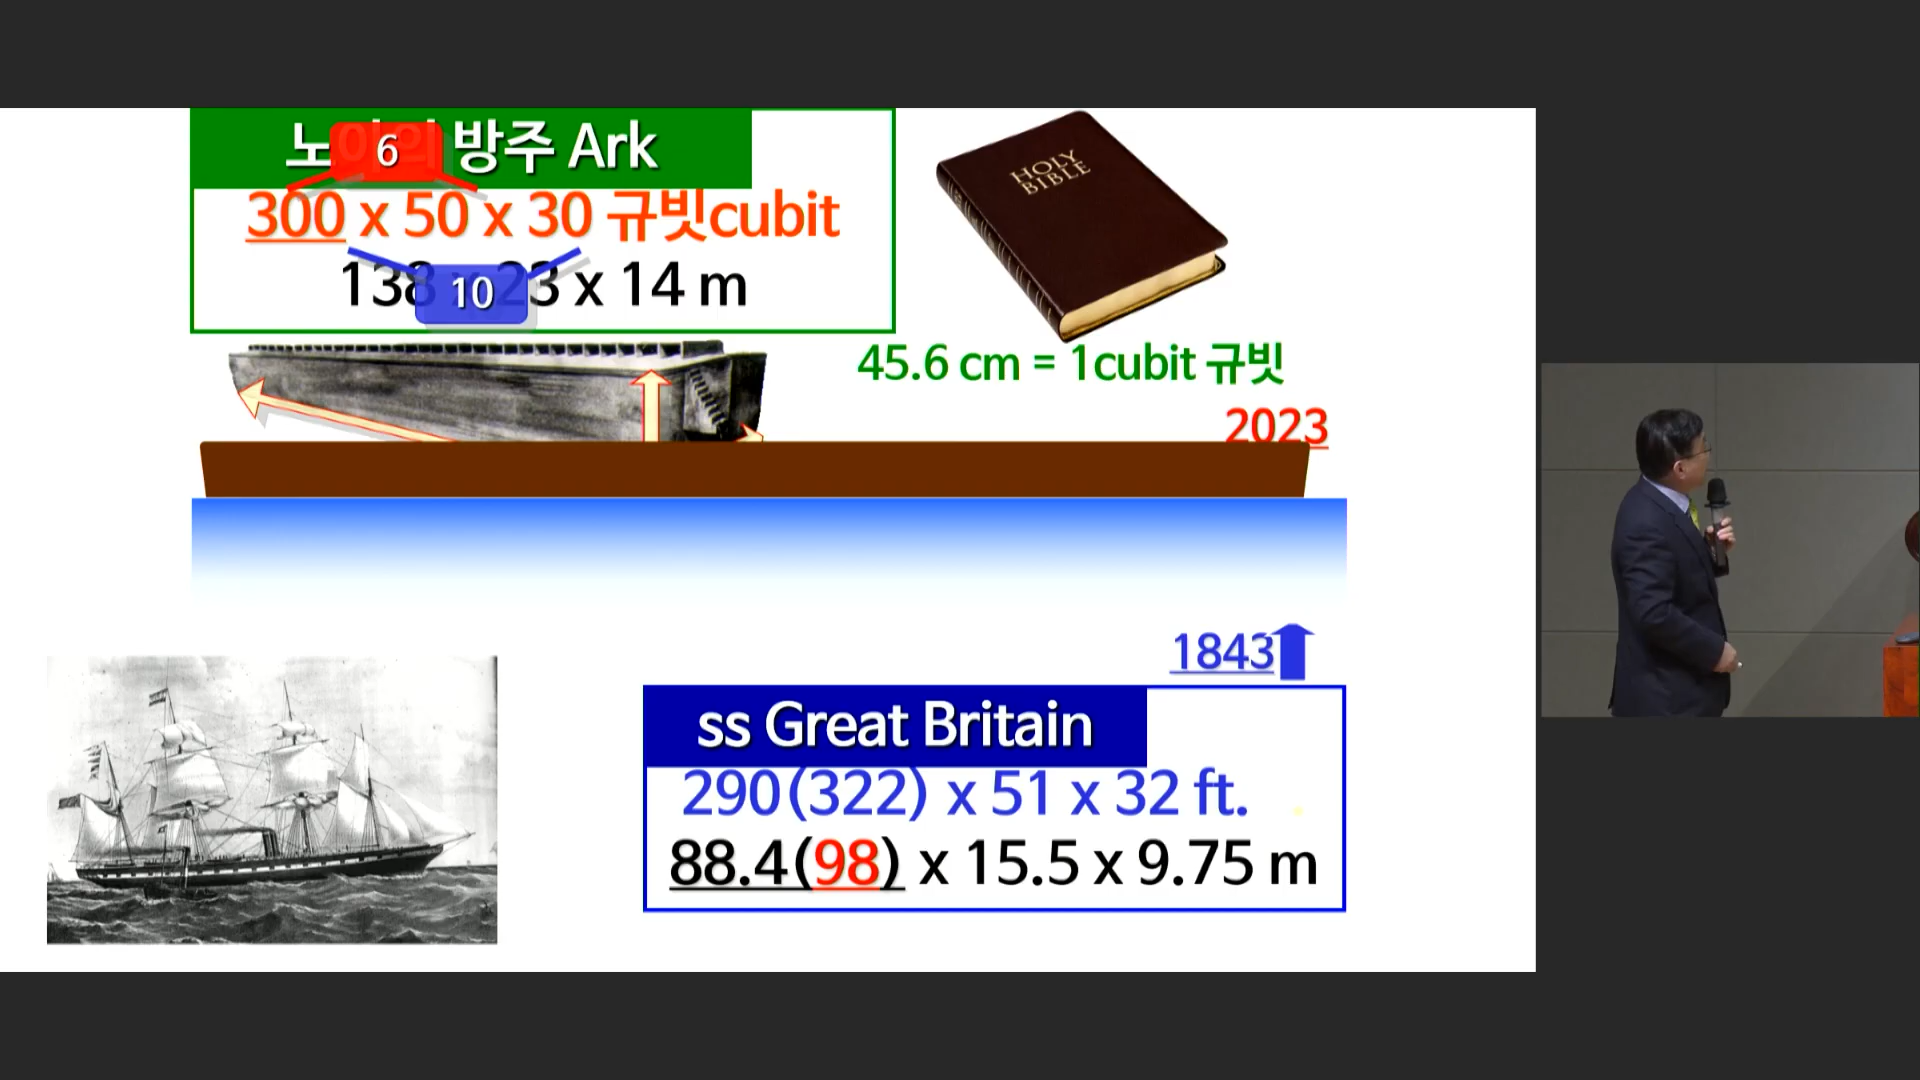 노아의 방주 Ark
6
300 x 50 x 30 규빗cubit
138 x 23 x 14 m
10
HOLY
BIBLE
45.6 cm = 1cubit 규빗
2023
1843
ss Great Britain
290(322) x 51 x 32 ft.
88.4(98) x 15.5 x 9.75 m